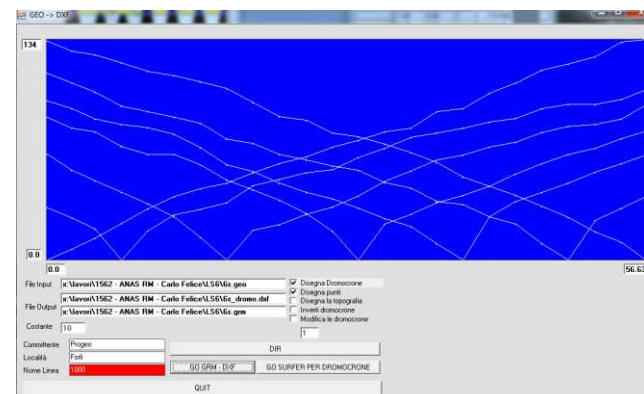 GEO -> DXF
134
0.0
0.0
56.63
File Input x:\lavori\1562 - ANAS RM - Carlo Felice\LS6\6s.geo
x:\lavori\1562 - ANAS RM - Carlo Felice\LS6\6s_dromo.dxf
File Output x:\lavori\1562 - ANAS RM - Carlo Felice\LS6\6s.grm
Costante 10
Disegna Dromocrone
Disegna punti
Disegna la topografia
Inverti dromocrone
Modifica le dromocrone
1
Committente Progeo
Località Forlì
Nome Linea 1000
DIR
GO GRM - DXF
GO SURFER PER DROMOCRONE
QUIT